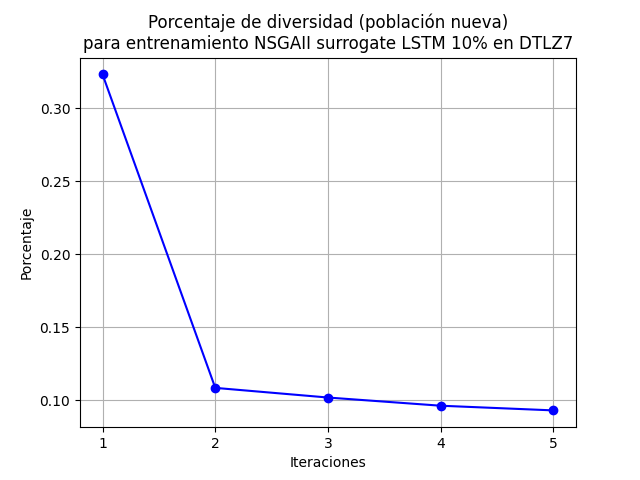 Porcentaje de diversidad (población nueva)
para entrenamiento NSGAII surrogate LSTM 10% en DTLZ7
Porcentaje
0.30
0.25
0.20
0.15
0.10
1 2 3 4 5
Iteraciones